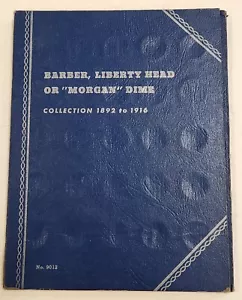 BARBER, LIBERTY HEAD
OR "MORGAN" DIME
COLLECTION 1892 to 1916
No. 9013